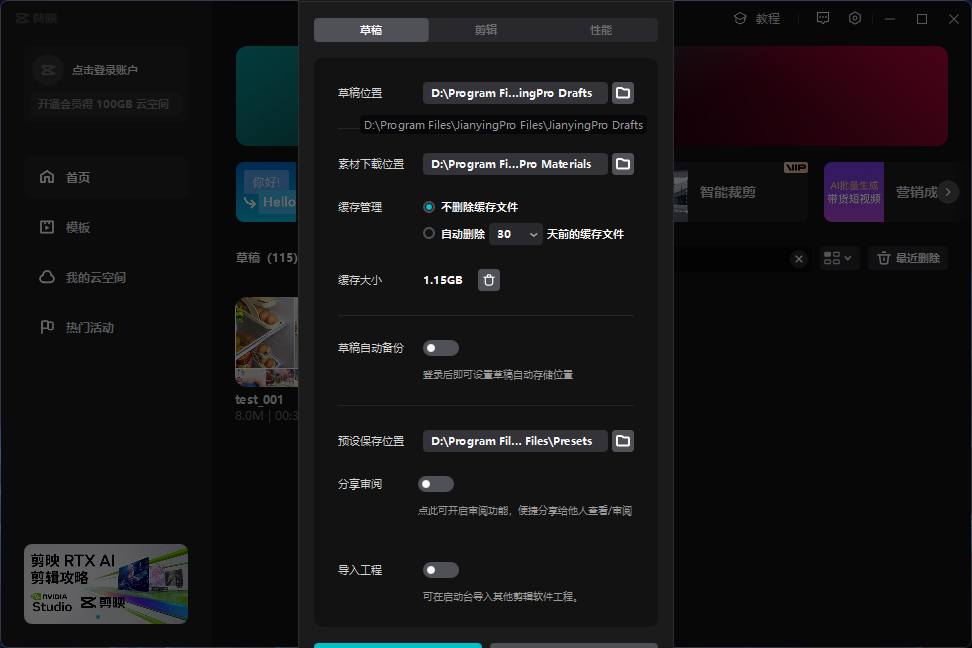 剪映
教程
点击登录账户
开通会员得 100GB 云空间
首页
模板
我的云空间
热门活动
剪映 RTX AI
剪辑攻略
NVIDIA
Studio 剪映
你好!
Hello
草稿 (115)
test_001
8.0M | 00:3
草稿
剪辑
性能
草稿位置
D:\Program Fi...ingPro Drafts
D:\Program Files\JianyingPro Files\JianyingPro Drafts
素材下载位置
D:\Program Fi...Pro Materials
缓存管理
不删除缓存文件
自动删除 30 天前的缓存文件
缓存大小
1.15GB
草稿自动备份
登录后即可设置草稿自动存储位置
预设保存位置
D:\Program Fil... Files\Presets
分享审阅
点此可开启审阅功能，便捷分享给他人查看/审阅
导入工程
可在启动台导入其他剪辑软件工程。
VIP
智能裁剪
AI批量生成
带货短视频
营销成
最近删除